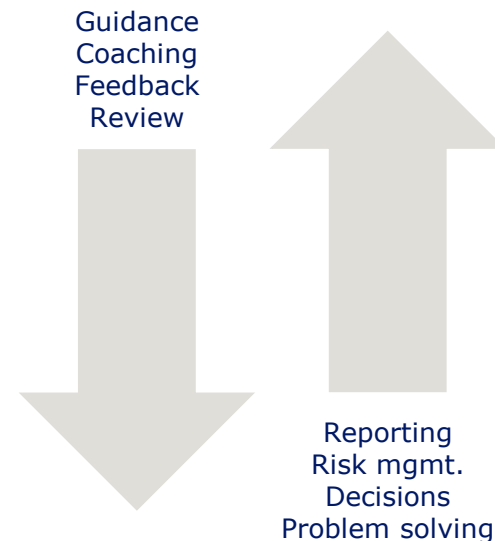 Guidance
Coaching
Feedback
Review
Reporting
Risk mgmt.
Decisions
Problem solving